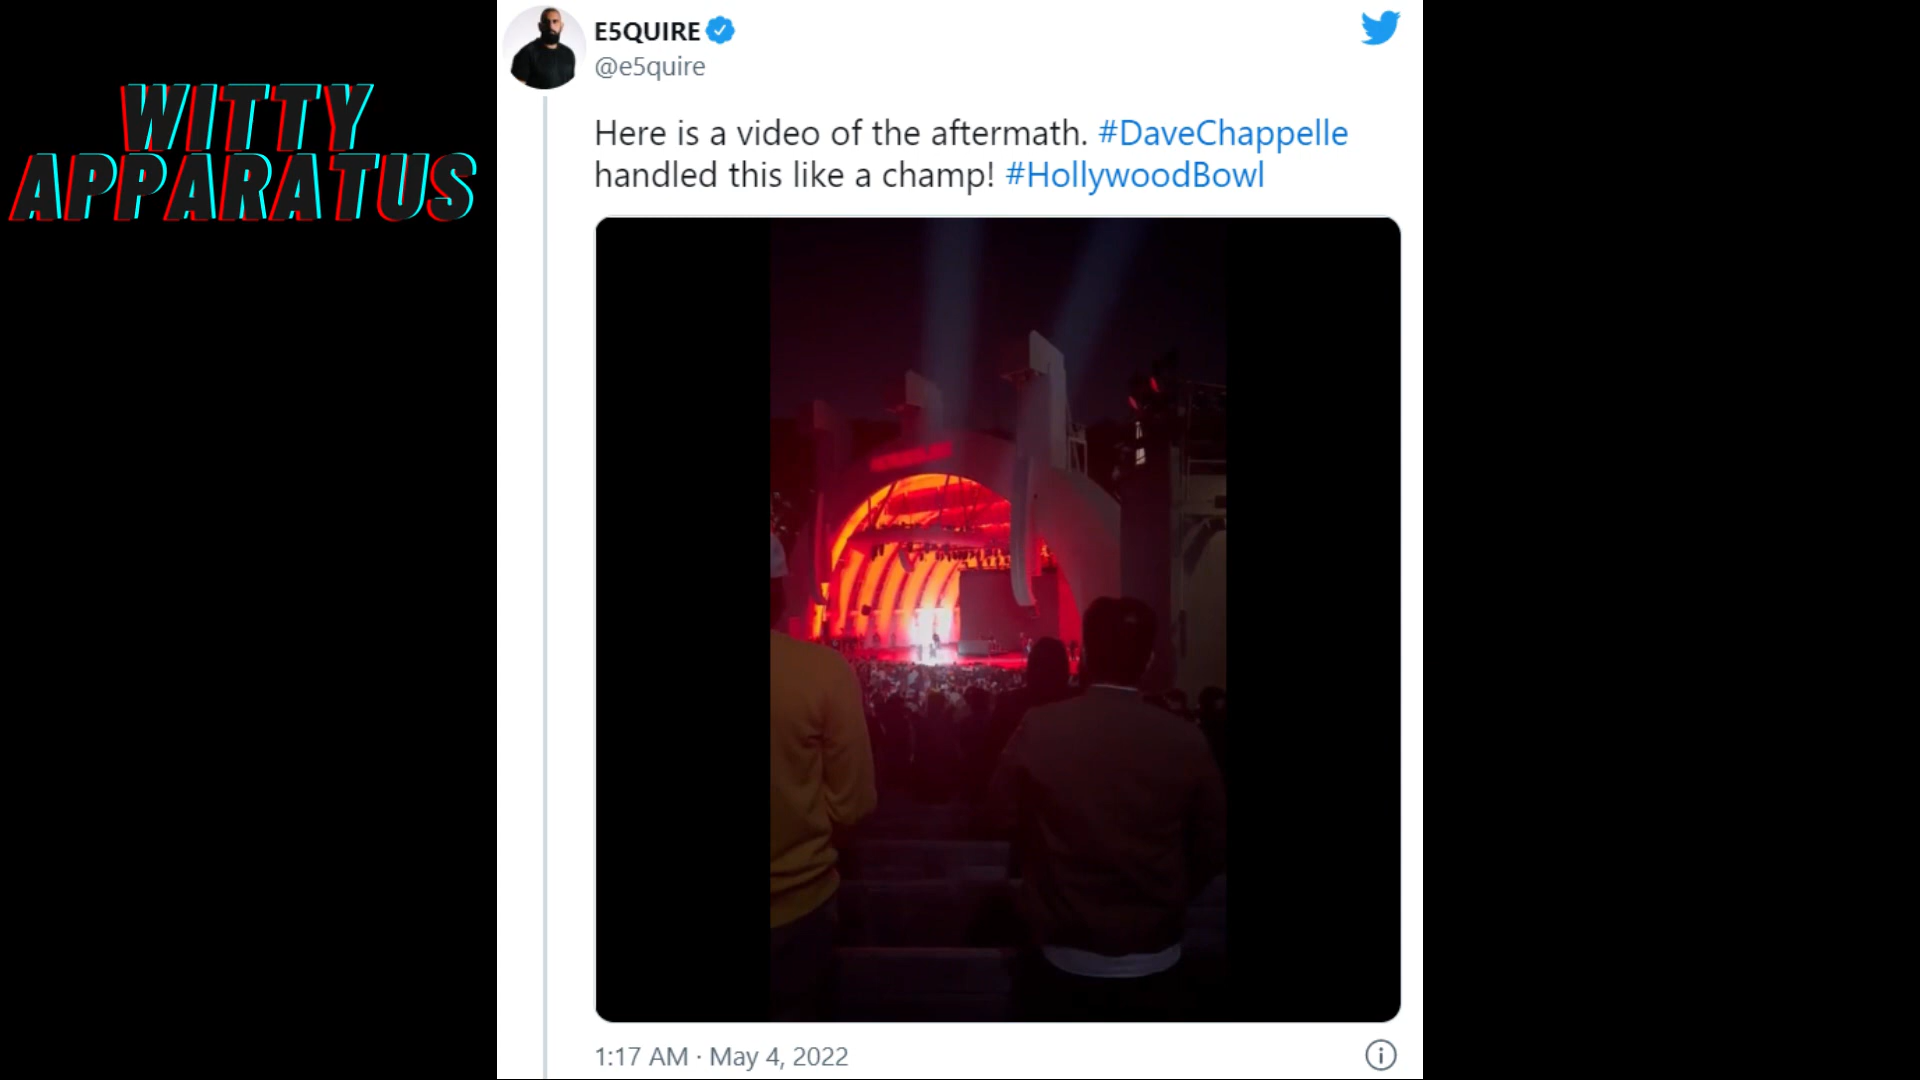 WITTY
APPARATUS
E5QUIRE
@e5quire
Here is a video of the aftermath. #DaveChappelle
handled this like a champ! #HollywoodBowl
1:17 AM · May 4, 2022